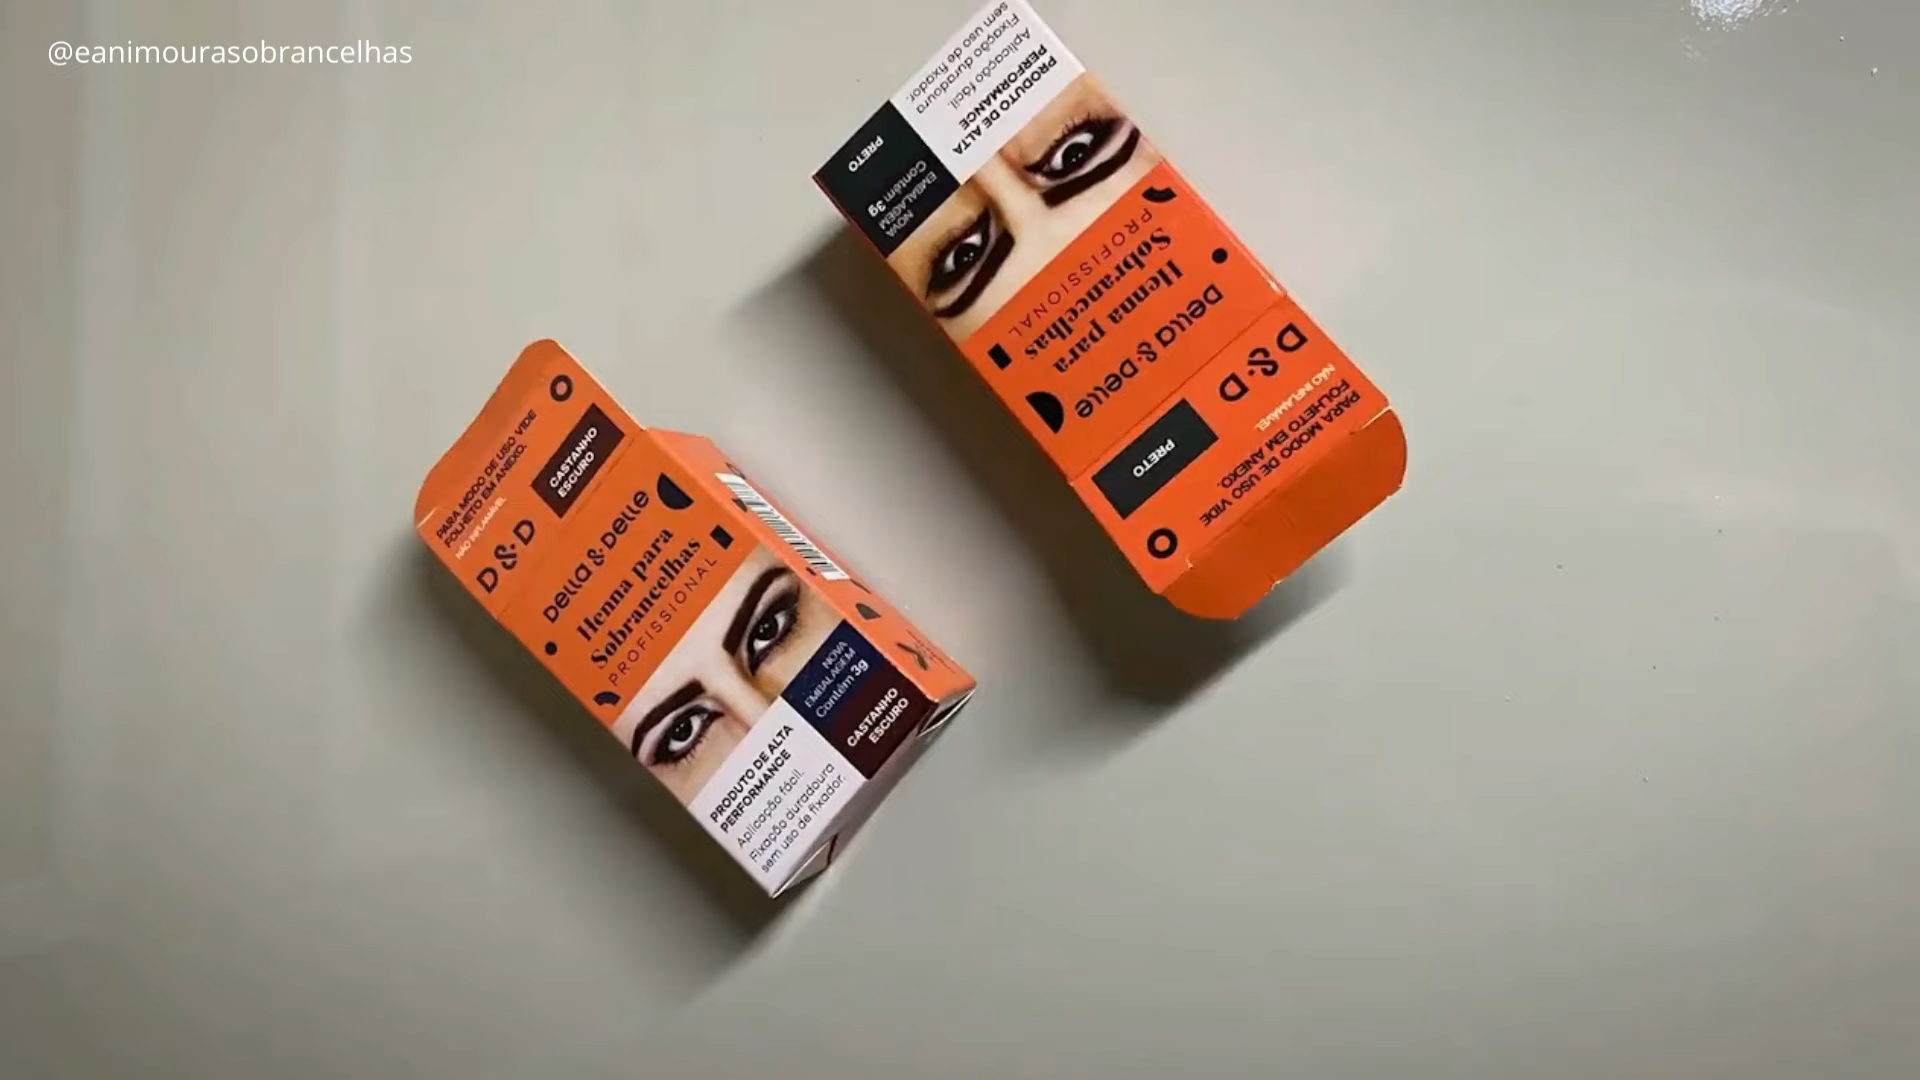 @eanimourasobrancelhas
PARA MODO DE USO VIDE
FOLHETO EM ANEXO.
NÃO INFLAMÁVEL
D & D
CASTANHO
ESCURO
Della & Delle
Henna para
Sobrancelhas
PROFISSIONAL
NOVA
EMBALAGEM
Contém 3g
CASTANHO
ESCURO
PRODUTO DE ALTA
PERFORMANCE
Aplicação fácil.
Fixação duradoura
sem uso de fixador.
PARA MODO DE USO VIDE
FOLHETO EM ANEXO.
NÃO INFLAMÁVEL
D & D
PRETO
Della & Delle
Henna para
Sobrancelhas
PROFISSIONAL
NOVA
EMBALAGEM
Contém 3g
PRETO
PRODUTO DE ALTA
PERFORMANCE
Aplicação fácil.
Fixação duradoura
sem uso de fixador.